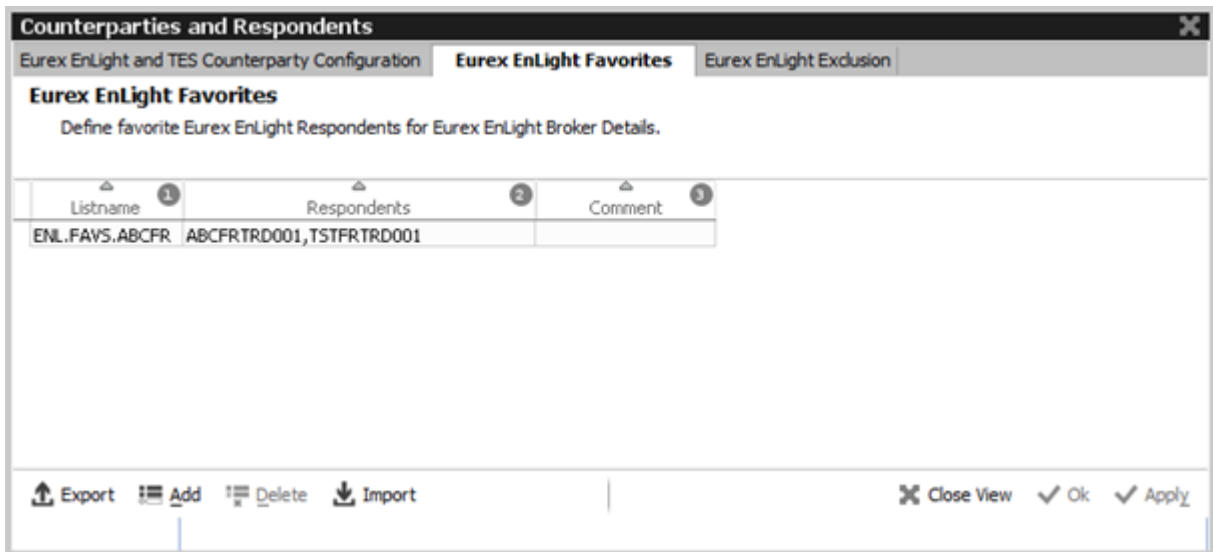 Counterparties and Respondents
Eurex EnLight and TES Counterparty Configuration Eurex EnLight Favorites Eurex EnLight Exclusion
Eurex EnLight Favorites
Define favorite Eurex EnLight Respondents for Eurex EnLight Broker Details.
Listname 1 Respondents 2 Comment 3
ENL.FAVS.ABCFR ABCFRTRD001,TSTFRTRD001
Export Add Delete Import Close View Ok Apply